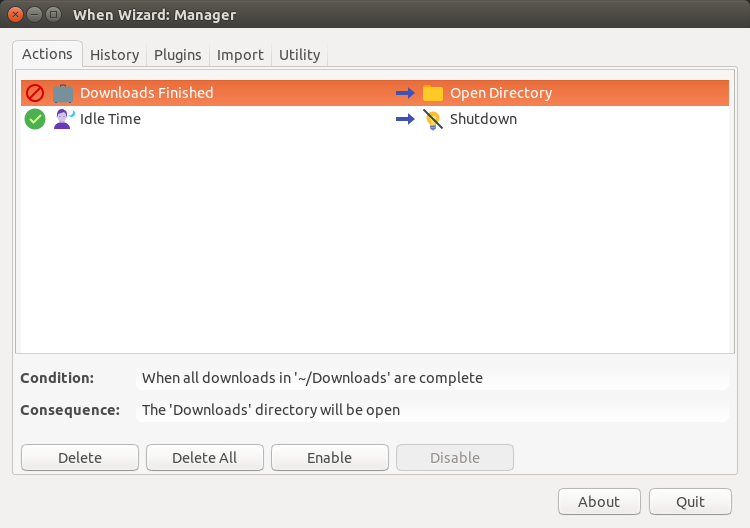 When Wizard: Manager
Actions History Plugins Import Utility
Downloads Finished Open Directory
Idle Time Shutdown
Condition: When all downloads in '~/Downloads' are complete
Consequence: The 'Downloads' directory will be open
Delete Delete All Enable Disable
About Quit